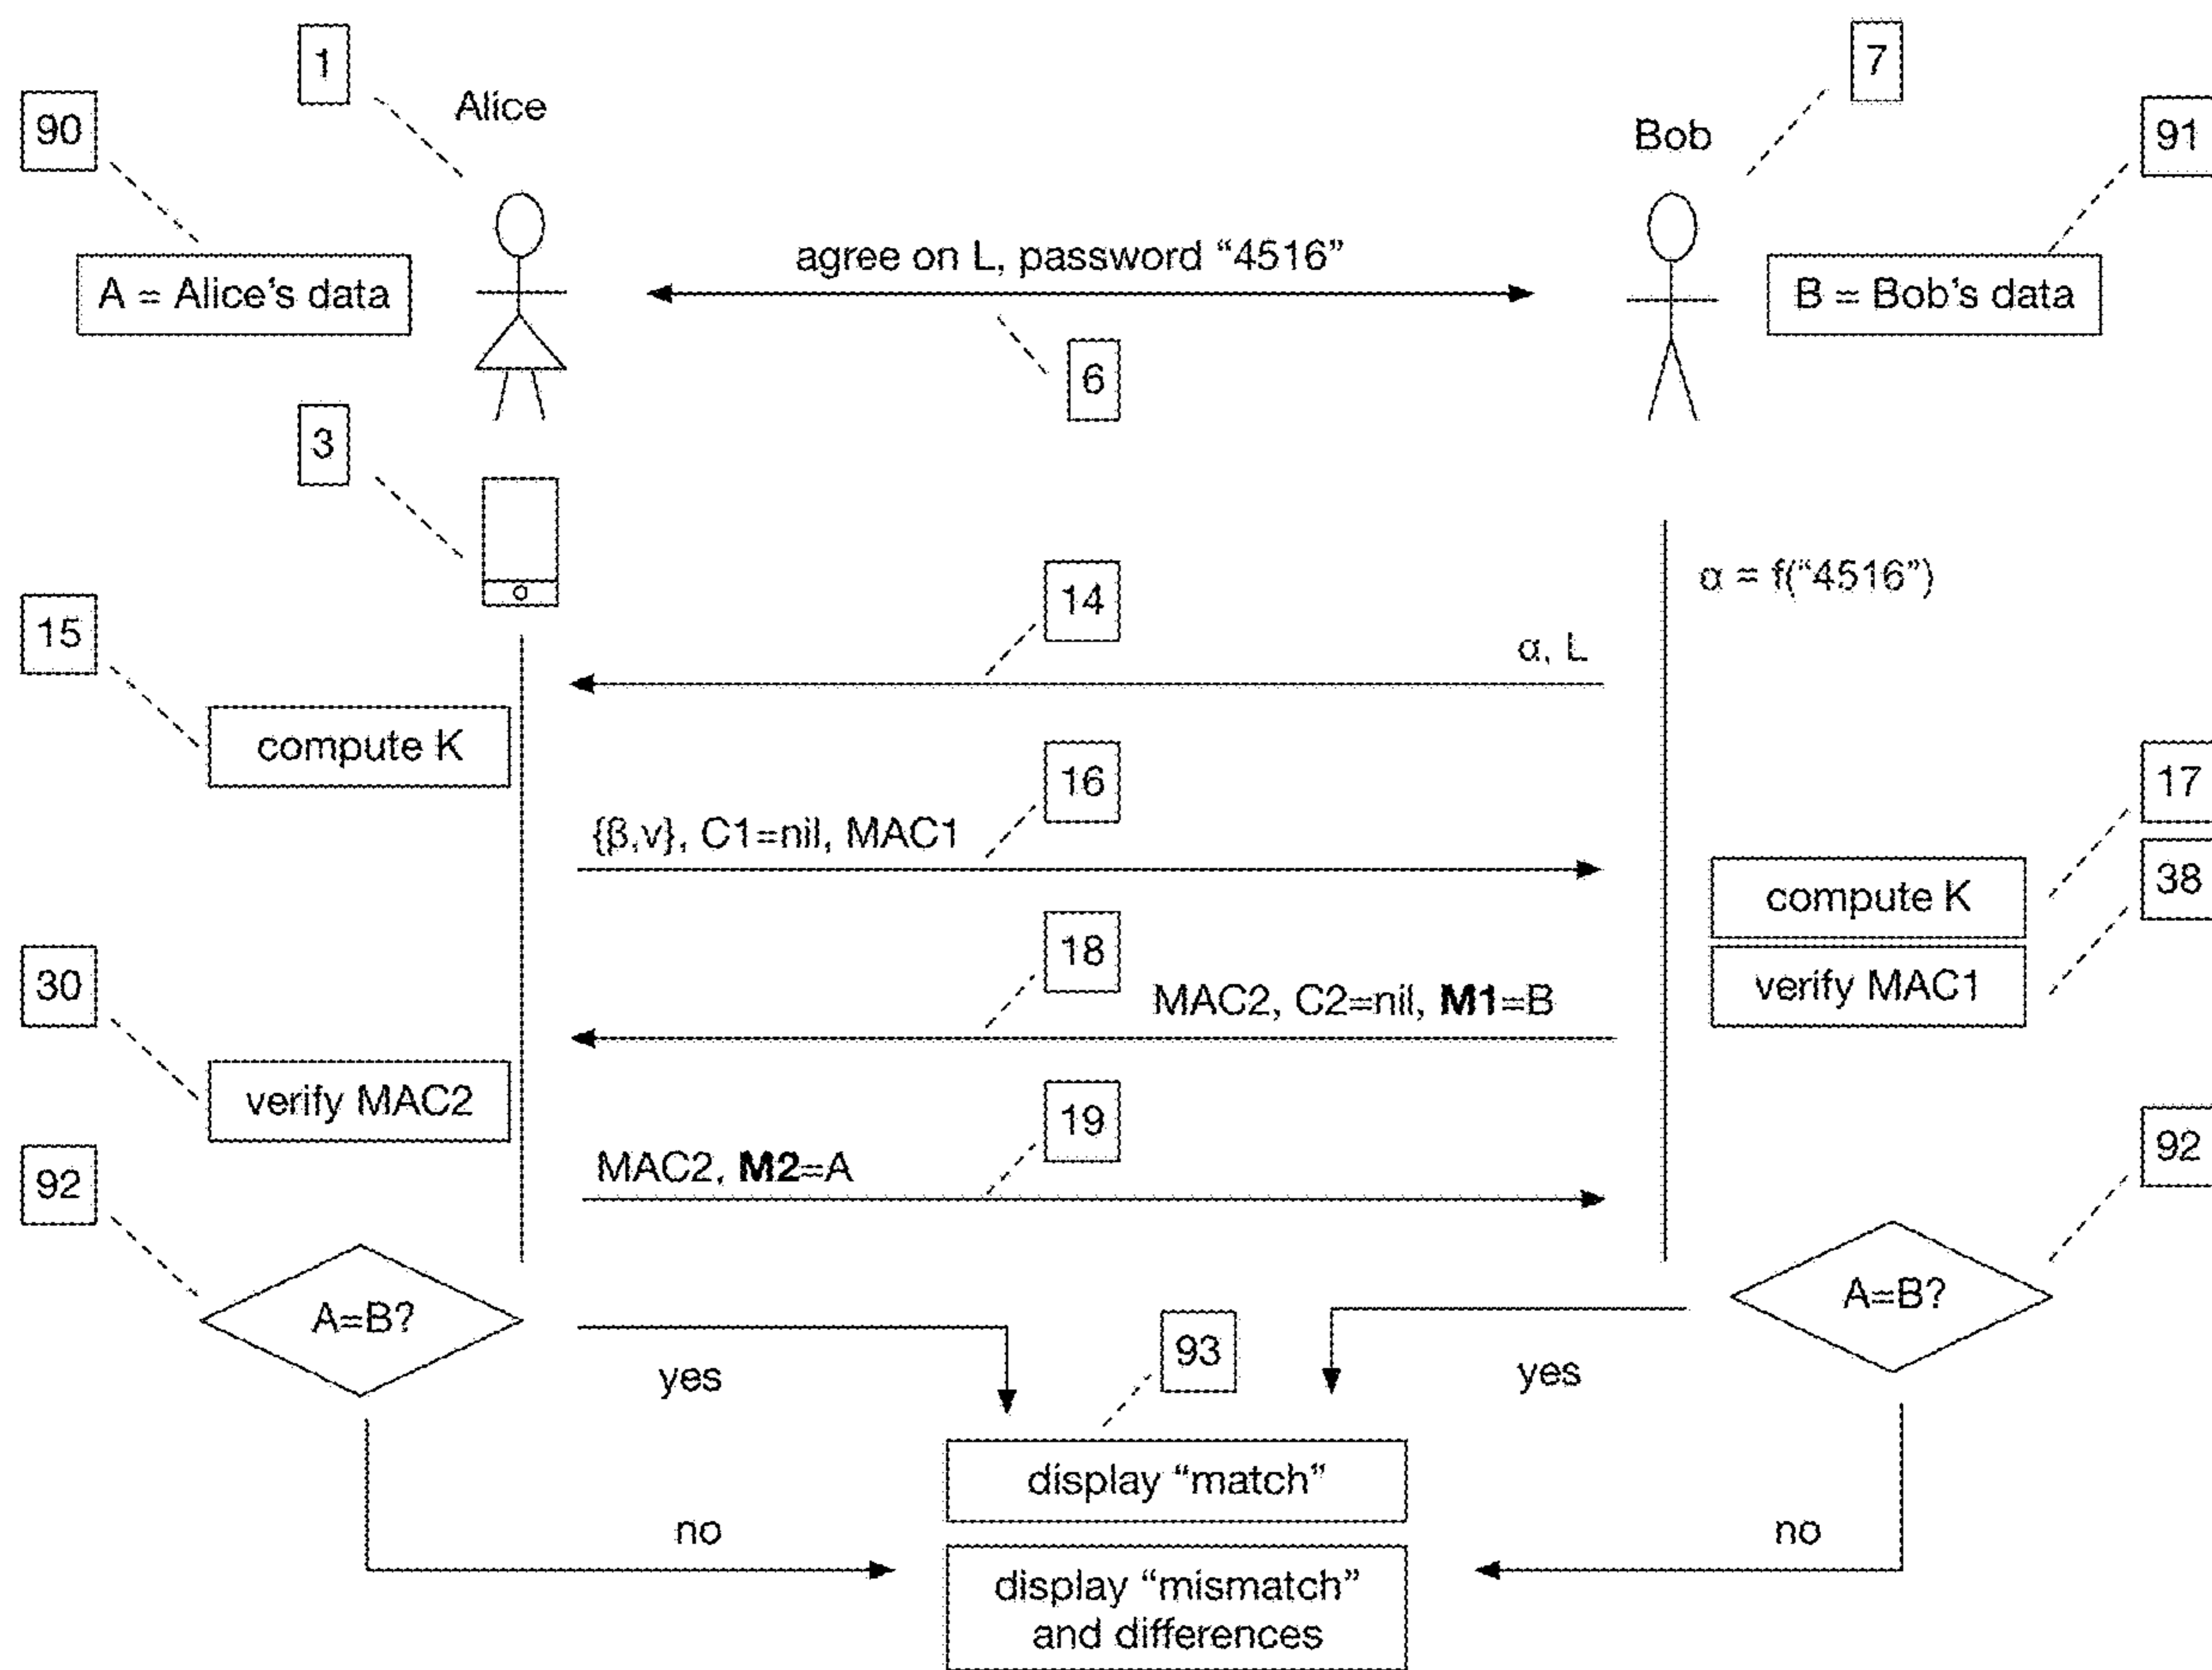 1
7
Alice
90
91
Bob
agree on L, password “4516”
A = Alice's data
B = Bob's data
6
3
α = f(“4516”)
14
15
α, L
compute K
16
17
{β,v}, C1=nil, MAC1
38
compute K
18
30
verify MAC1
MAC2, C2=nil, M1=B
verify MAC2
19
92
92
MAC2, M2=A
A=B?
A=B?
93
yes
yes
display “match”
no
no
display “mismatch”
and differences